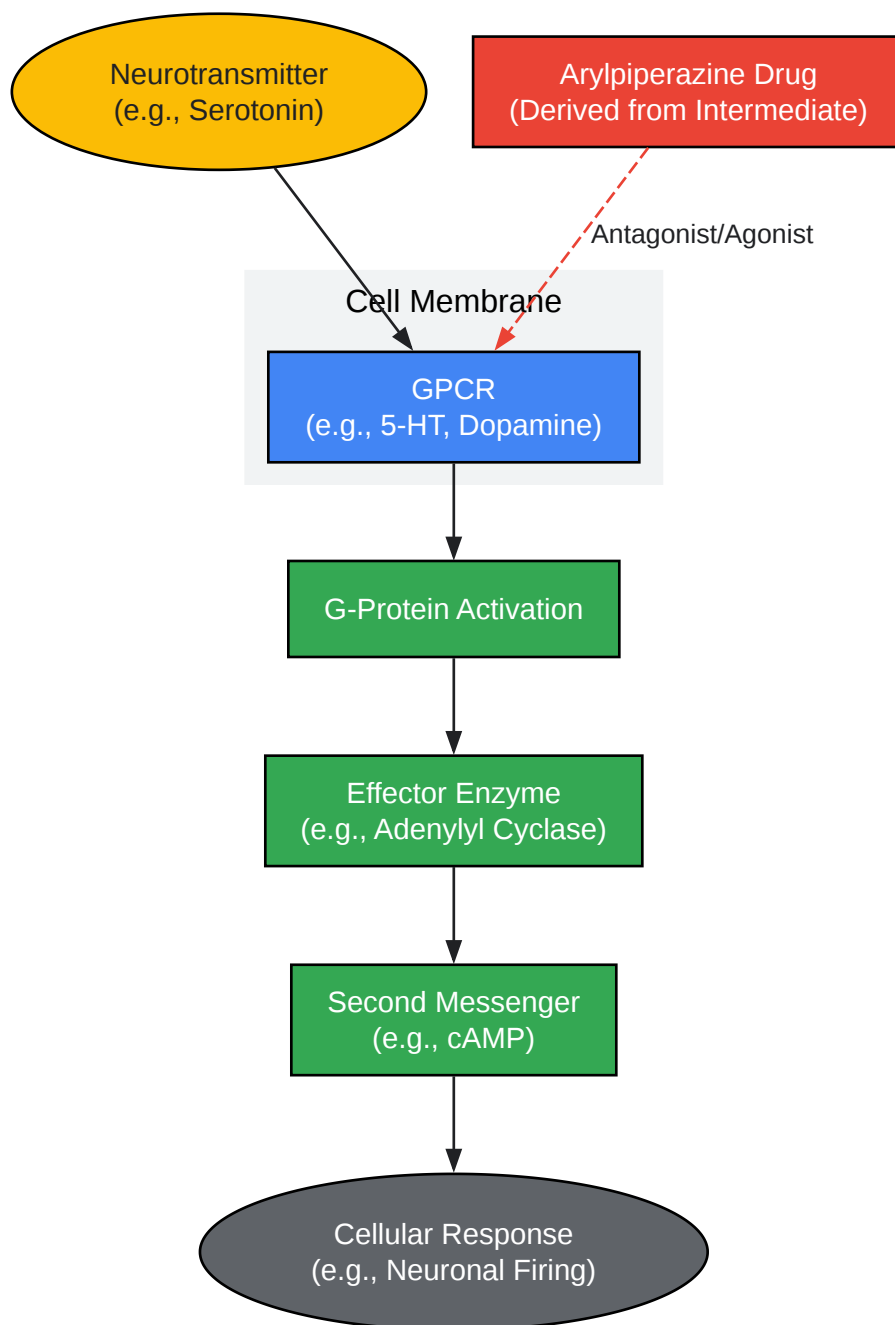 Neurotransmitter
(e.g., Serotonin)
Arylpiperazine Drug
(Derived from Intermediate)
Antagonist/Agonist
Cell Membrane
GPCR
(e.g., 5-HT, Dopamine)
G-Protein Activation
Effector Enzyme
(e.g., Adenylyl Cyclase)
Second Messenger
(e.g., cAMP)
Cellular Response
(e.g., Neuronal Firing)